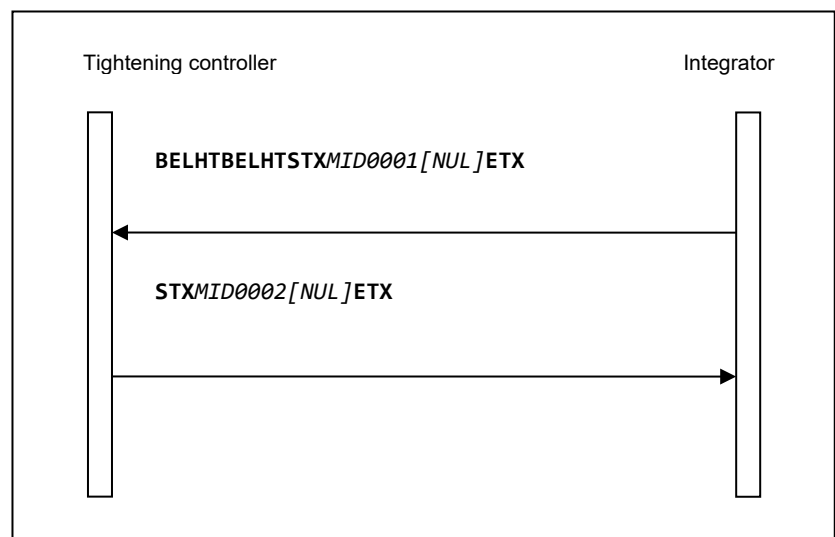 Tightening controller
Integrator
BELHTBELHTSTXMID0001[NUL]ETX
STXMID0002[NUL]ETX